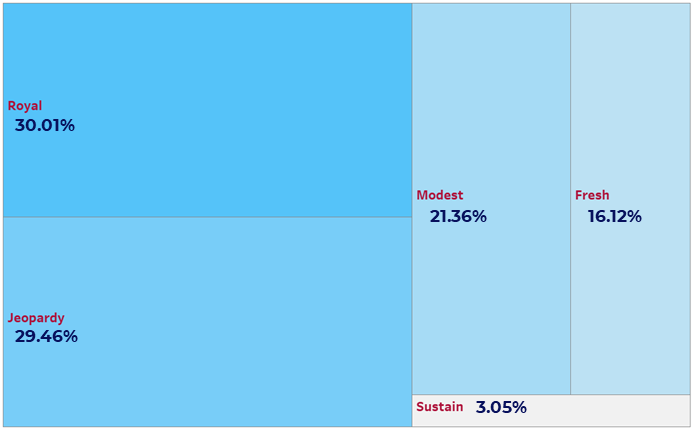 Royal
30.01%
Jeopardy
29.46%
Modest
21.36%
Fresh
16.12%
Sustain 3.05%